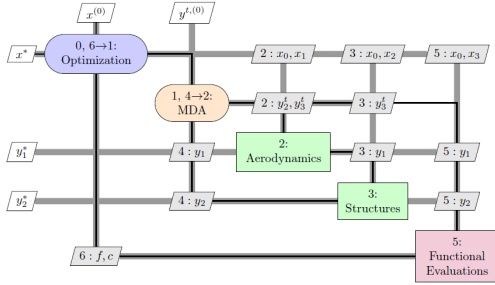 x^{(0)}
y^{t,(0)}
x^*
0, 6→1:
Optimization
2 : x_0, x_1
3 : x_0, x_2
5 : x_0, x_3
1, 4→2:
MDA
2 : y_2^t, y_3^t
3 : y_3^t
y_1^*
4 : y_1
2:
Aerodynamics
3 : y_1
5 : y_1
y_2^*
4 : y_2
3:
Structures
5 : y_2
6 : f, c
5:
Functional
Evaluations